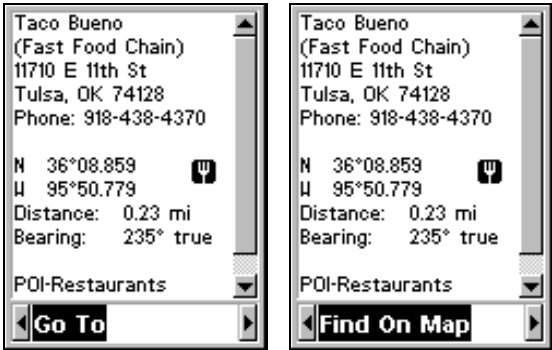 Taco Bueno
(Fast Food Chain)
11710 E 11th St
Tulsa, OK 74128
Phone: 918-438-4370
N 36°08.859
W 95°50.779
Distance: 0.23 mi
Bearing: 235° true
POI-Restaurants
Go To
Taco Bueno
(Fast Food Chain)
11710 E 11th St
Tulsa, OK 74128
Phone: 918-438-4370
N 36°08.859
W 95°50.779
Distance: 0.23 mi
Bearing: 235° true
POI-Restaurants
Find On Map